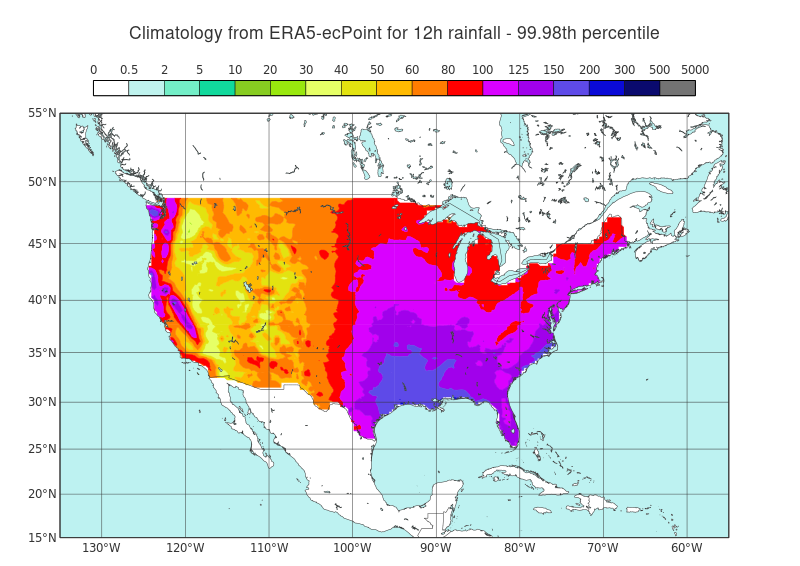 Climatology from ERA5-ecPoint for 12h rainfall - 99.98th percentile
0 0.5 2 5 10 20 30 40 50 60 80 100 125 150 200 300 500 5000
55°N
50°N
45°N
40°N
35°N
30°N
25°N
20°N
15°N
130°W 120°W 110°W 100°W 90°W 80°W 70°W 60°W